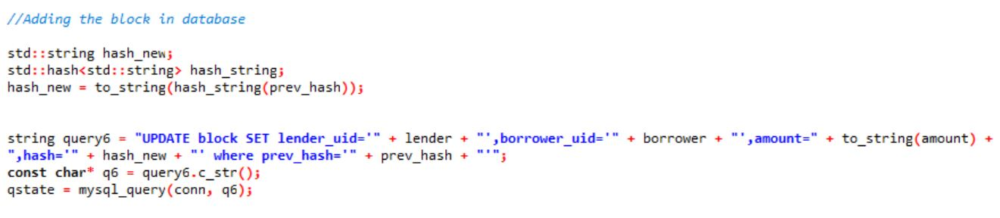 //Adding the block in database
std::string hash_new;
std::hash<std::string> hash_string;
hash_new = to_string(hash_string(prev_hash));
string query6 = "UPDATE block SET lender_uid='" + lender + "',borrower_uid='" + borrower + "',amount=" + to_string(amount) +
",hash='" + hash_new + "' where prev_hash='" + prev_hash + "'";
const char* q6 = query6.c_str();
qstate = mysql_query(conn, q6);